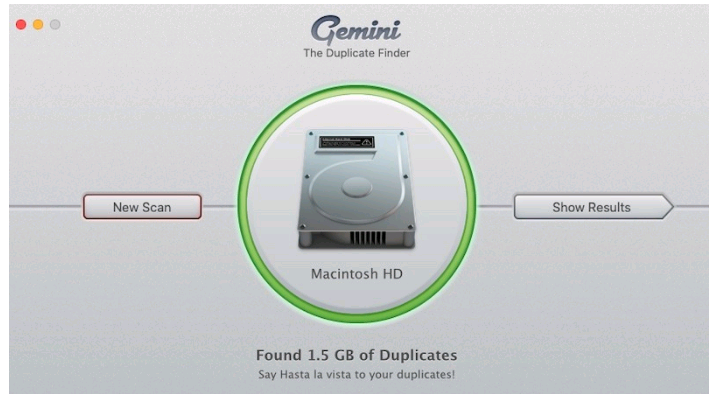 Gemini
The Duplicate Finder
New Scan
Show Results
Macintosh HD
Found 1.5 GB of Duplicates
Say Hasta la vista to your duplicates!